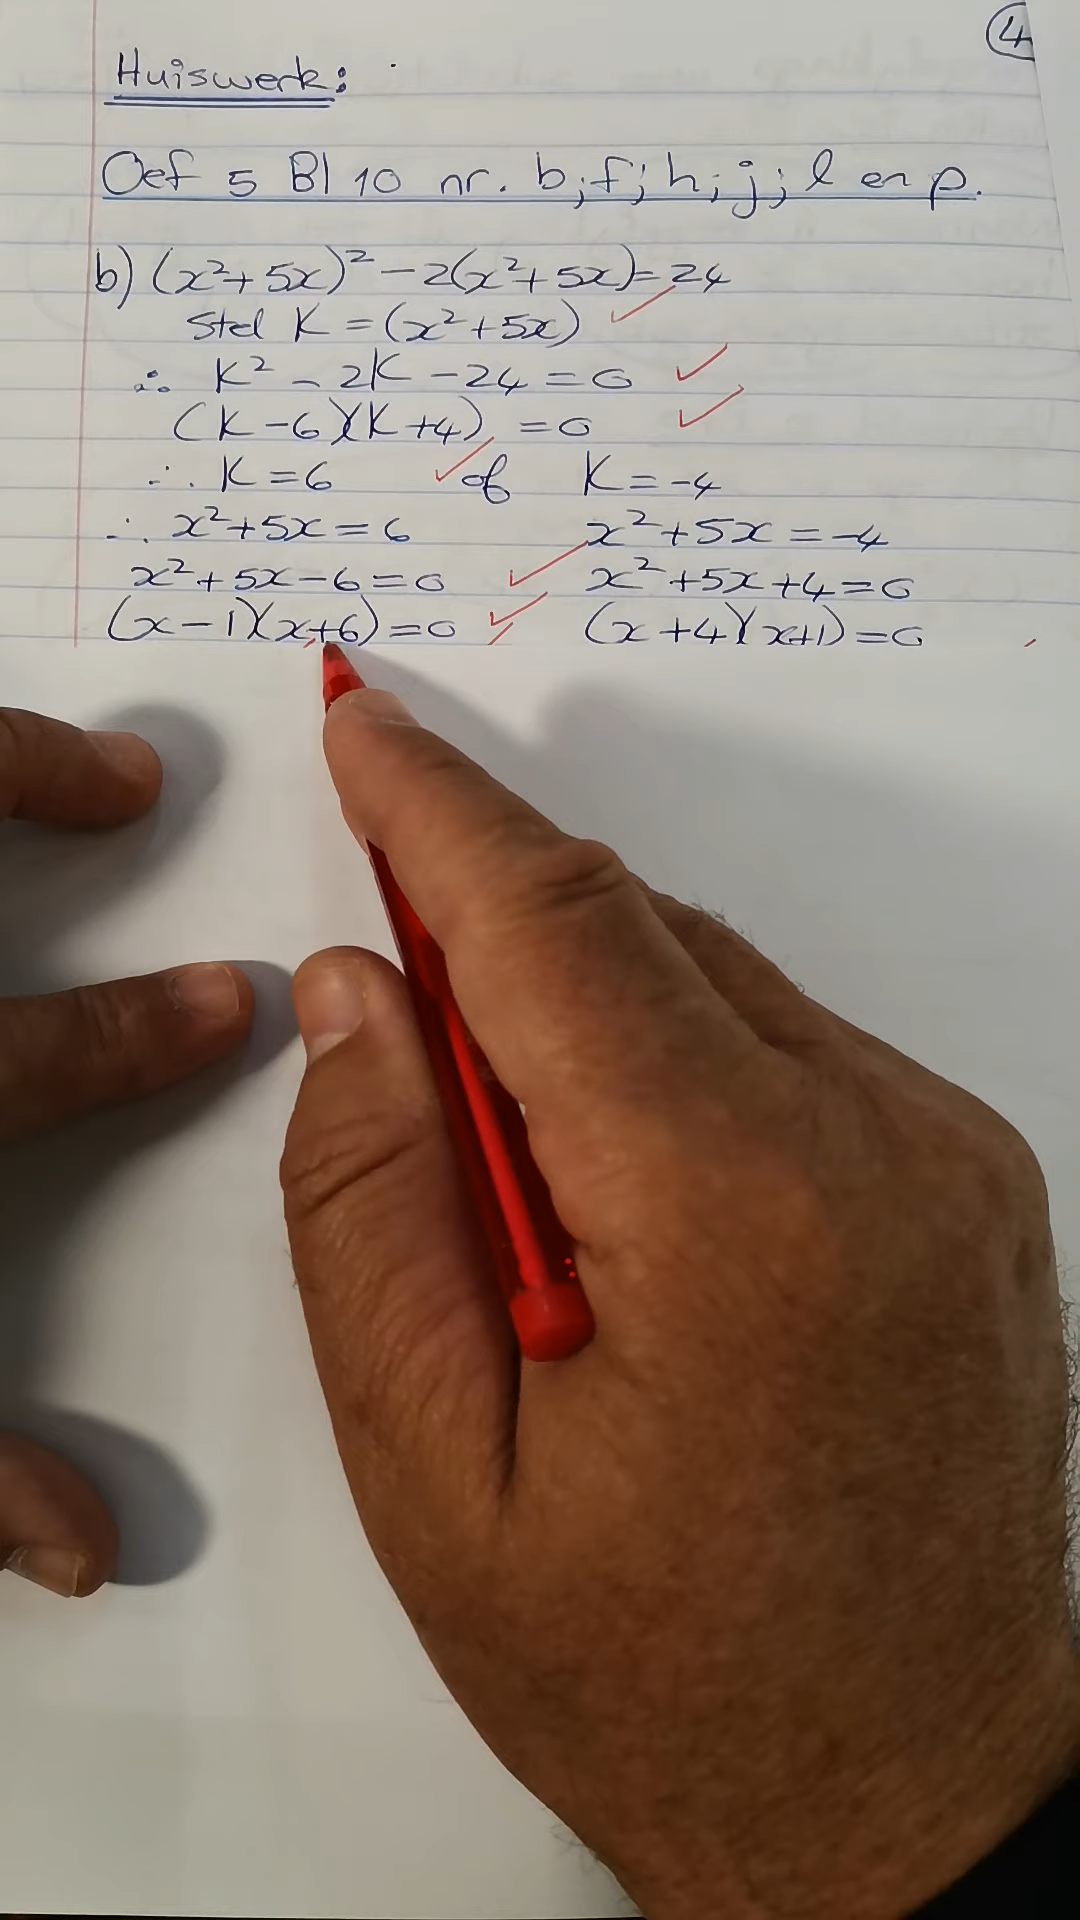 4
Huiswerk:
Oef 5 Bl 10 nr. b; f; h; j; l en p.
b) (x²+5x)² - 2(x²+5x) = 24
Stel K = (x²+5x)
∴ K² - 2K - 24 = 0
(K-6)(K+4) = 0
∴ K = 6 of K = -4
∴ x²+5x = 6 x²+5x = -4
x²+5x-6 = 0 x²+5x+4 = 0
(x-1)(x+6) = 0 (x+4)(x+1) = 0